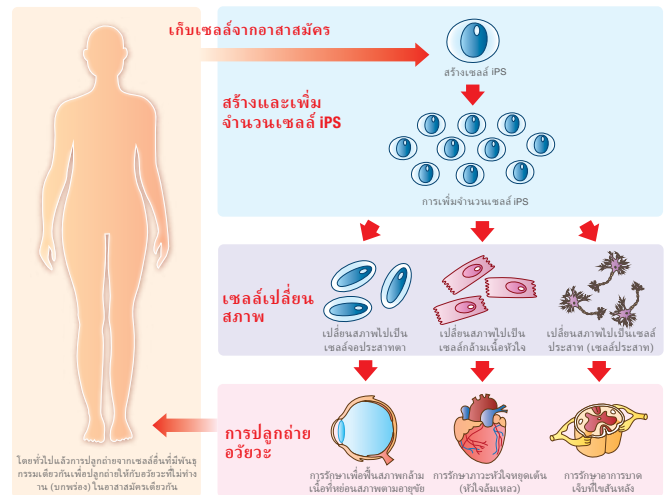 เก็บเซลล์จากอาสาสมัคร
สร้างเซลล์ iPS
สร้างและเพิ่ม
จำนวนเซลล์ iPS
การเพิ่มจำนวนเซลล์ iPS
เซลล์เปลี่ยน
สภาพ
เปลี่ยนสภาพไปเป็น
เซลล์จอประสาทตา
เปลี่ยนสภาพไปเป็น
เซลล์กล้ามเนื้อหัวใจ
เปลี่ยนสภาพไปเป็นเซลล์
ประสาท (เซลล์ประสาท)
การปลูกถ่าย
อวัยวะ
การรักษาเพื่อฟื้นสภาพกล้าม
เนื้อที่หย่อนสภาพตามอายุขัย
การรักษาภาวะหัวใจหยุดเต้น
(หัวใจล้มเหลว)
การรักษาอาการบาด
เจ็บที่ไขสันหลัง
โดยทั่วไปแล้วการปลูกถ่ายจากเซลล์อื่นที่มีพันธุ
กรรมเดียวกันเพื่อปลูกถ่ายให้กับอวัยวะที่ไม่ทำง
าน (บกพร่อง) ในอาสาสมัครเดียวกัน